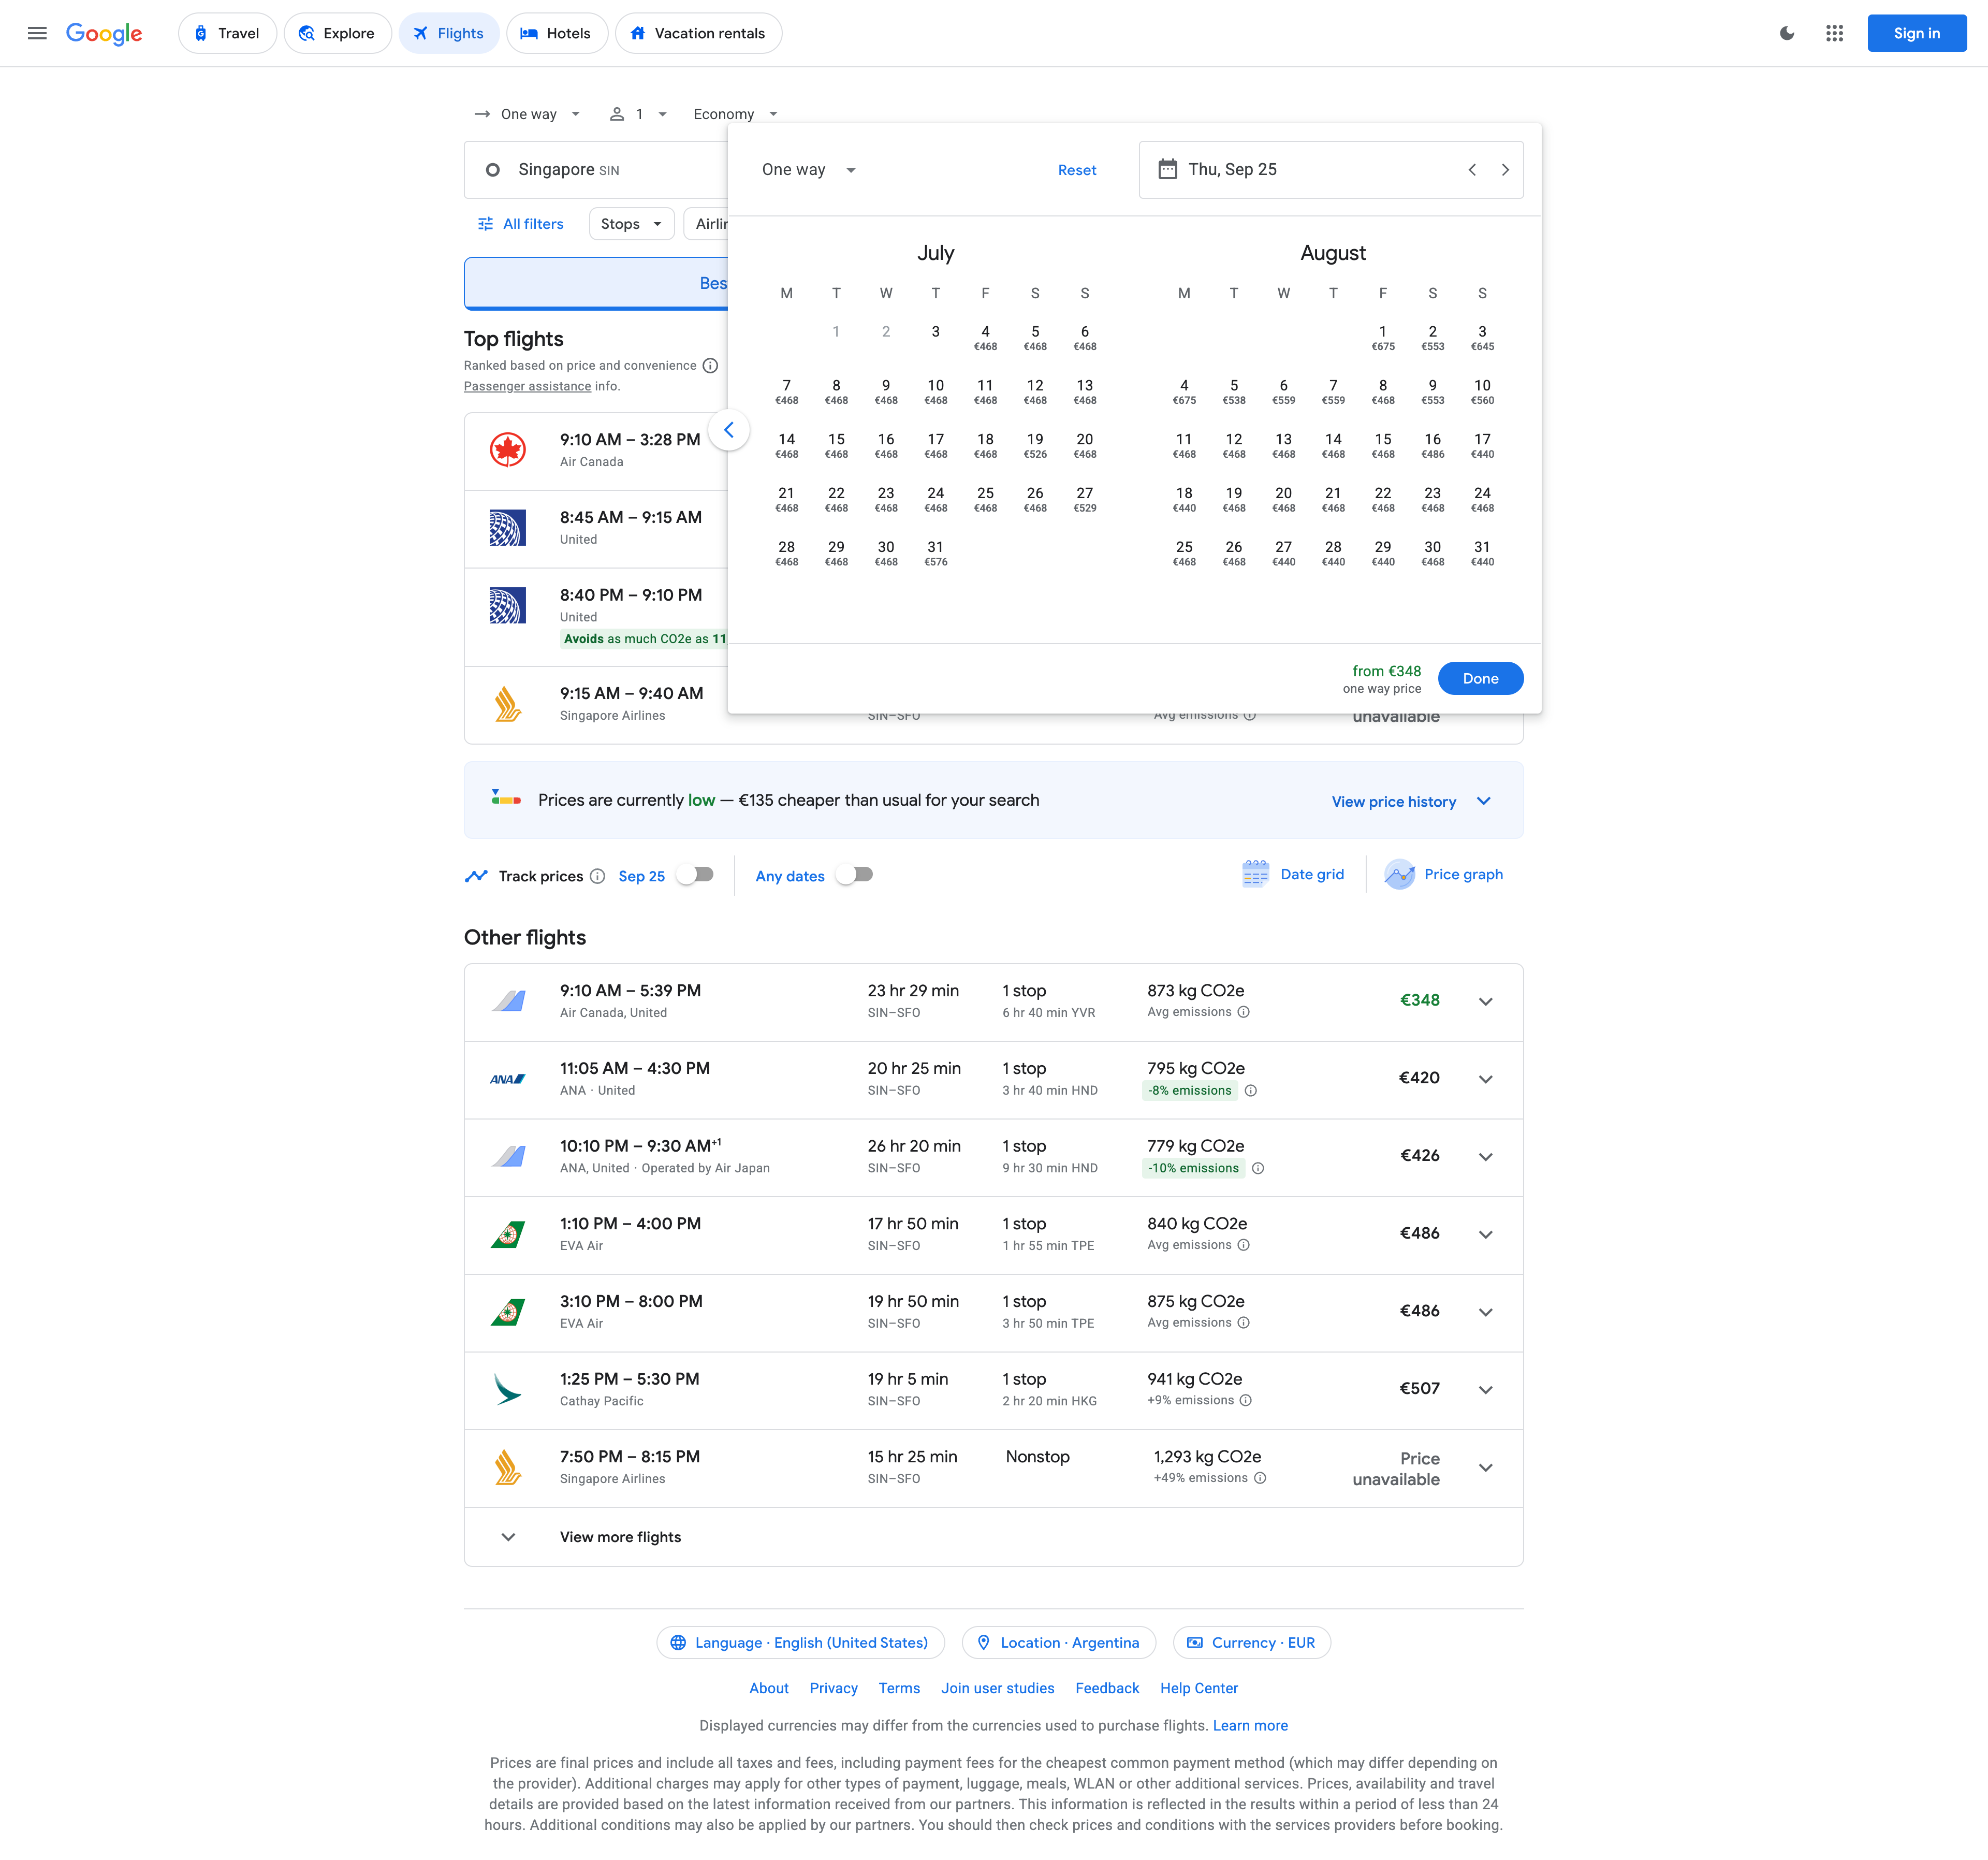 Google
Travel
Explore
Flights
Hotels
Vacation rentals
Sign in
One way
1
Economy
Singapore SIN
One way
Reset
Thu, Sep 25
All filters
Stops
Airlin
Bes
July
M T W T F S S
1 2 3 4 5 6
€468 €468 €468
7 8 9 10 11 12 13
€468 €468 €468 €468 €468 €468 €468
14 15 16 17 18 19 20
€468 €468 €468 €468 €468 €526 €468
21 22 23 24 25 26 27
€468 €468 €468 €468 €468 €468 €529
28 29 30 31
€468 €468 €468 €576
August
M T W T F S S
1 2 3
€675 €553 €645
4 5 6 7 8 9 10
€675 €538 €559 €559 €468 €553 €560
11 12 13 14 15 16 17
€468 €468 €468 €468 €468 €486 €440
18 19 20 21 22 23 24
€440 €468 €468 €468 €468 €468 €468
25 26 27 28 29 30 31
€468 €468 €440 €440 €440 €468 €440
from €348
one way price
Done
Top flights
Ranked based on price and convenience
Passenger assistance info.
9:10 AM – 3:28 PM
Air Canada
8:45 AM – 9:15 AM
United
8:40 PM – 9:10 PM
United
Avoids as much CO2e as 11
9:15 AM – 9:40 AM
Singapore Airlines
SIN–SFO
Avg emissions
unavailable
Prices are currently low — €135 cheaper than usual for your search
View price history
Track prices
Sep 25
Any dates
Date grid
Price graph
Other flights
9:10 AM – 5:39 PM 23 hr 29 min 1 stop 873 kg CO2e €348
Air Canada, United SIN–SFO 6 hr 40 min YVR Avg emissions
11:05 AM – 4:30 PM 20 hr 25 min 1 stop 795 kg CO2e €420
ANA ANA · United SIN–SFO 3 hr 40 min HND -8% emissions
10:10 PM – 9:30 AM+1 26 hr 20 min 1 stop 779 kg CO2e €426
ANA, United · Operated by Air Japan SIN–SFO 9 hr 30 min HND -10% emissions
1:10 PM – 4:00 PM 17 hr 50 min 1 stop 840 kg CO2e €486
EVA Air SIN–SFO 1 hr 55 min TPE Avg emissions
3:10 PM – 8:00 PM 19 hr 50 min 1 stop 875 kg CO2e €486
EVA Air SIN–SFO 3 hr 50 min TPE Avg emissions
1:25 PM – 5:30 PM 19 hr 5 min 1 stop 941 kg CO2e €507
Cathay Pacific SIN–SFO 2 hr 20 min HKG +9% emissions
7:50 PM – 8:15 PM 15 hr 25 min Nonstop 1,293 kg CO2e Price
Singapore Airlines SIN–SFO +49% emissions unavailable
View more flights
Language · English (United States)
Location · Argentina
Currency · EUR
About Privacy Terms Join user studies Feedback Help Center
Displayed currencies may differ from the currencies used to purchase flights. Learn more
Prices are final prices and include all taxes and fees, including payment fees for the cheapest common payment method (which may differ depending on
the provider). Additional charges may apply for other types of payment, luggage, meals, WLAN or other additional services. Prices, availability and travel
details are provided based on the latest information received from our partners. This information is reflected in the results within a period of less than 24
hours. Additional conditions may also be applied by our partners. You should then check prices and conditions with the services providers before booking.